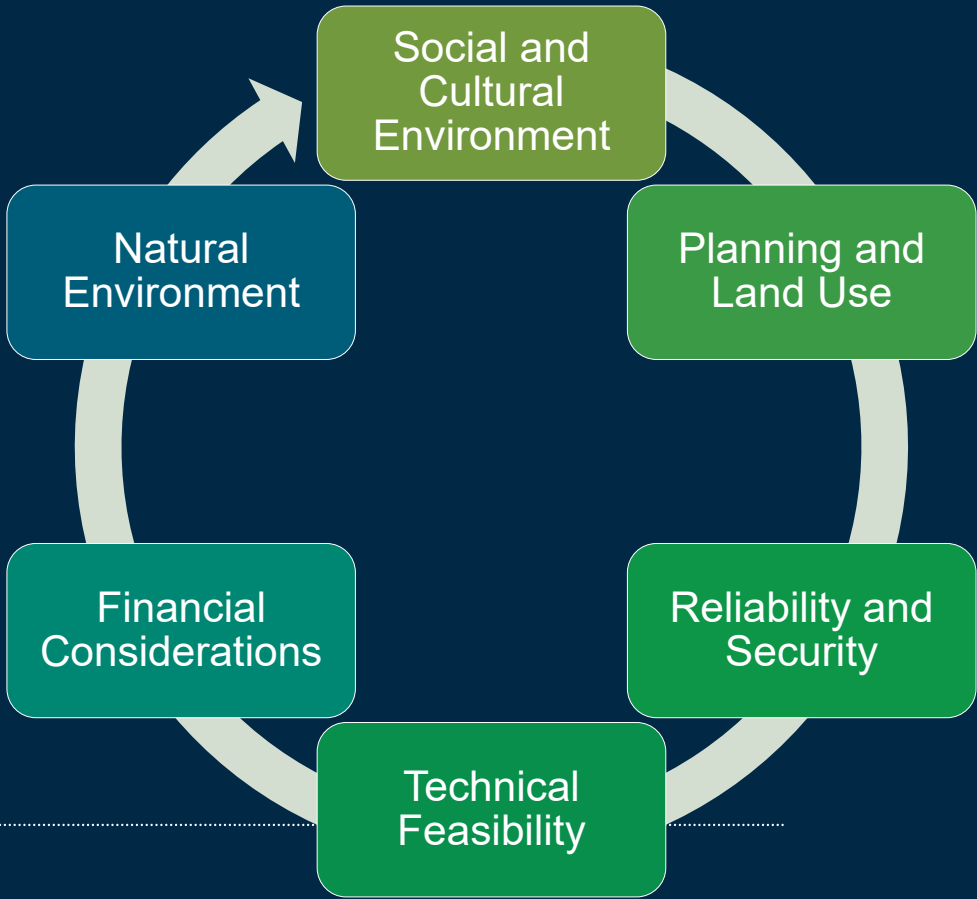 Social and
Cultural
Environment
Planning and
Land Use
Reliability and
Security
Technical
Feasibility
Financial
Considerations
Natural
Environment